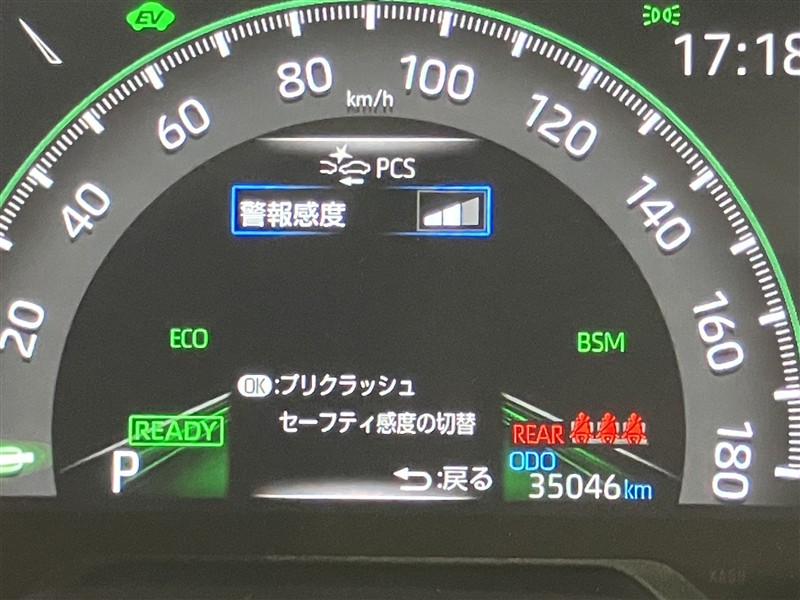 EV
17:18
80
100
km/h
60
120
PCS
40
警報感度
140
20
ECO
BSM
160
OK:プリクラッシュ
セーフティ感度の切替
READY
REAR
P
ODO
:戻る
35046km
180